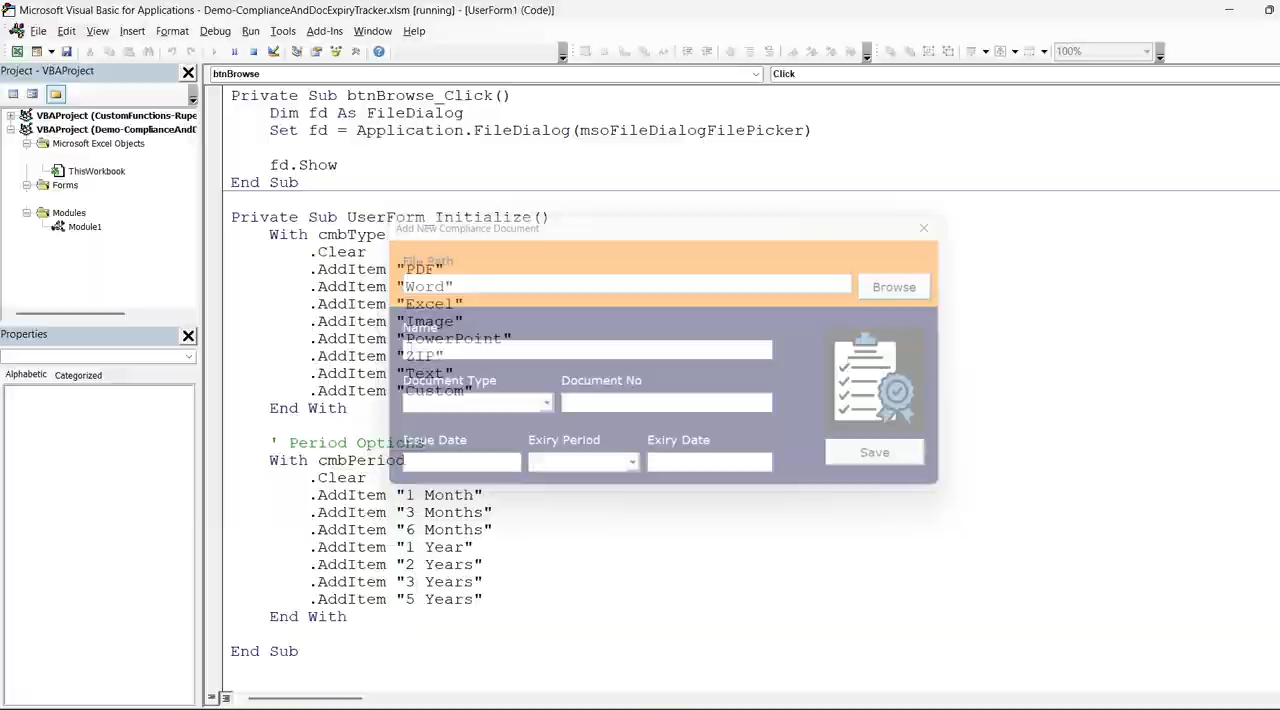 Microsoft Visual Basic for Applications - Demo-ComplianceAndDocExpiryTracker.xlsm [running] - [UserForm1 (Code)]
File Edit View Insert Format Debug Run Tools Add-Ins Window Help
100%
Project - VBAProject
VBAProject (CustomFunctions-Rupe
VBAProject (Demo-ComplianceAndD
Microsoft Excel Objects
ThisWorkbook
Forms
Modules
Module1
Properties
Alphabetic Categorized
btnBrowse
Click
Private Sub btnBrowse_Click()
Dim fd As FileDialog
Set fd = Application.FileDialog(msoFileDialogFilePicker)
fd.Show
End Sub
Private Sub UserForm_Initialize()
With cmbType
.Clear
.AddItem "PDF"
.AddItem "Word"
.AddItem "Excel"
.AddItem "Image"
.AddItem "PowerPoint"
.AddItem "ZIP"
.AddItem "Text"
.AddItem "Custom"
End With
' Period Options
With cmbPeriod
.Clear
.AddItem "1 Month"
.AddItem "3 Months"
.AddItem "6 Months"
.AddItem "1 Year"
.AddItem "2 Years"
.AddItem "3 Years"
.AddItem "5 Years"
End With
End Sub
Add New Compliance Document
File Path
Browse
Name
Document Type
Document No
Issue Date
Exiry Period
Exiry Date
Save